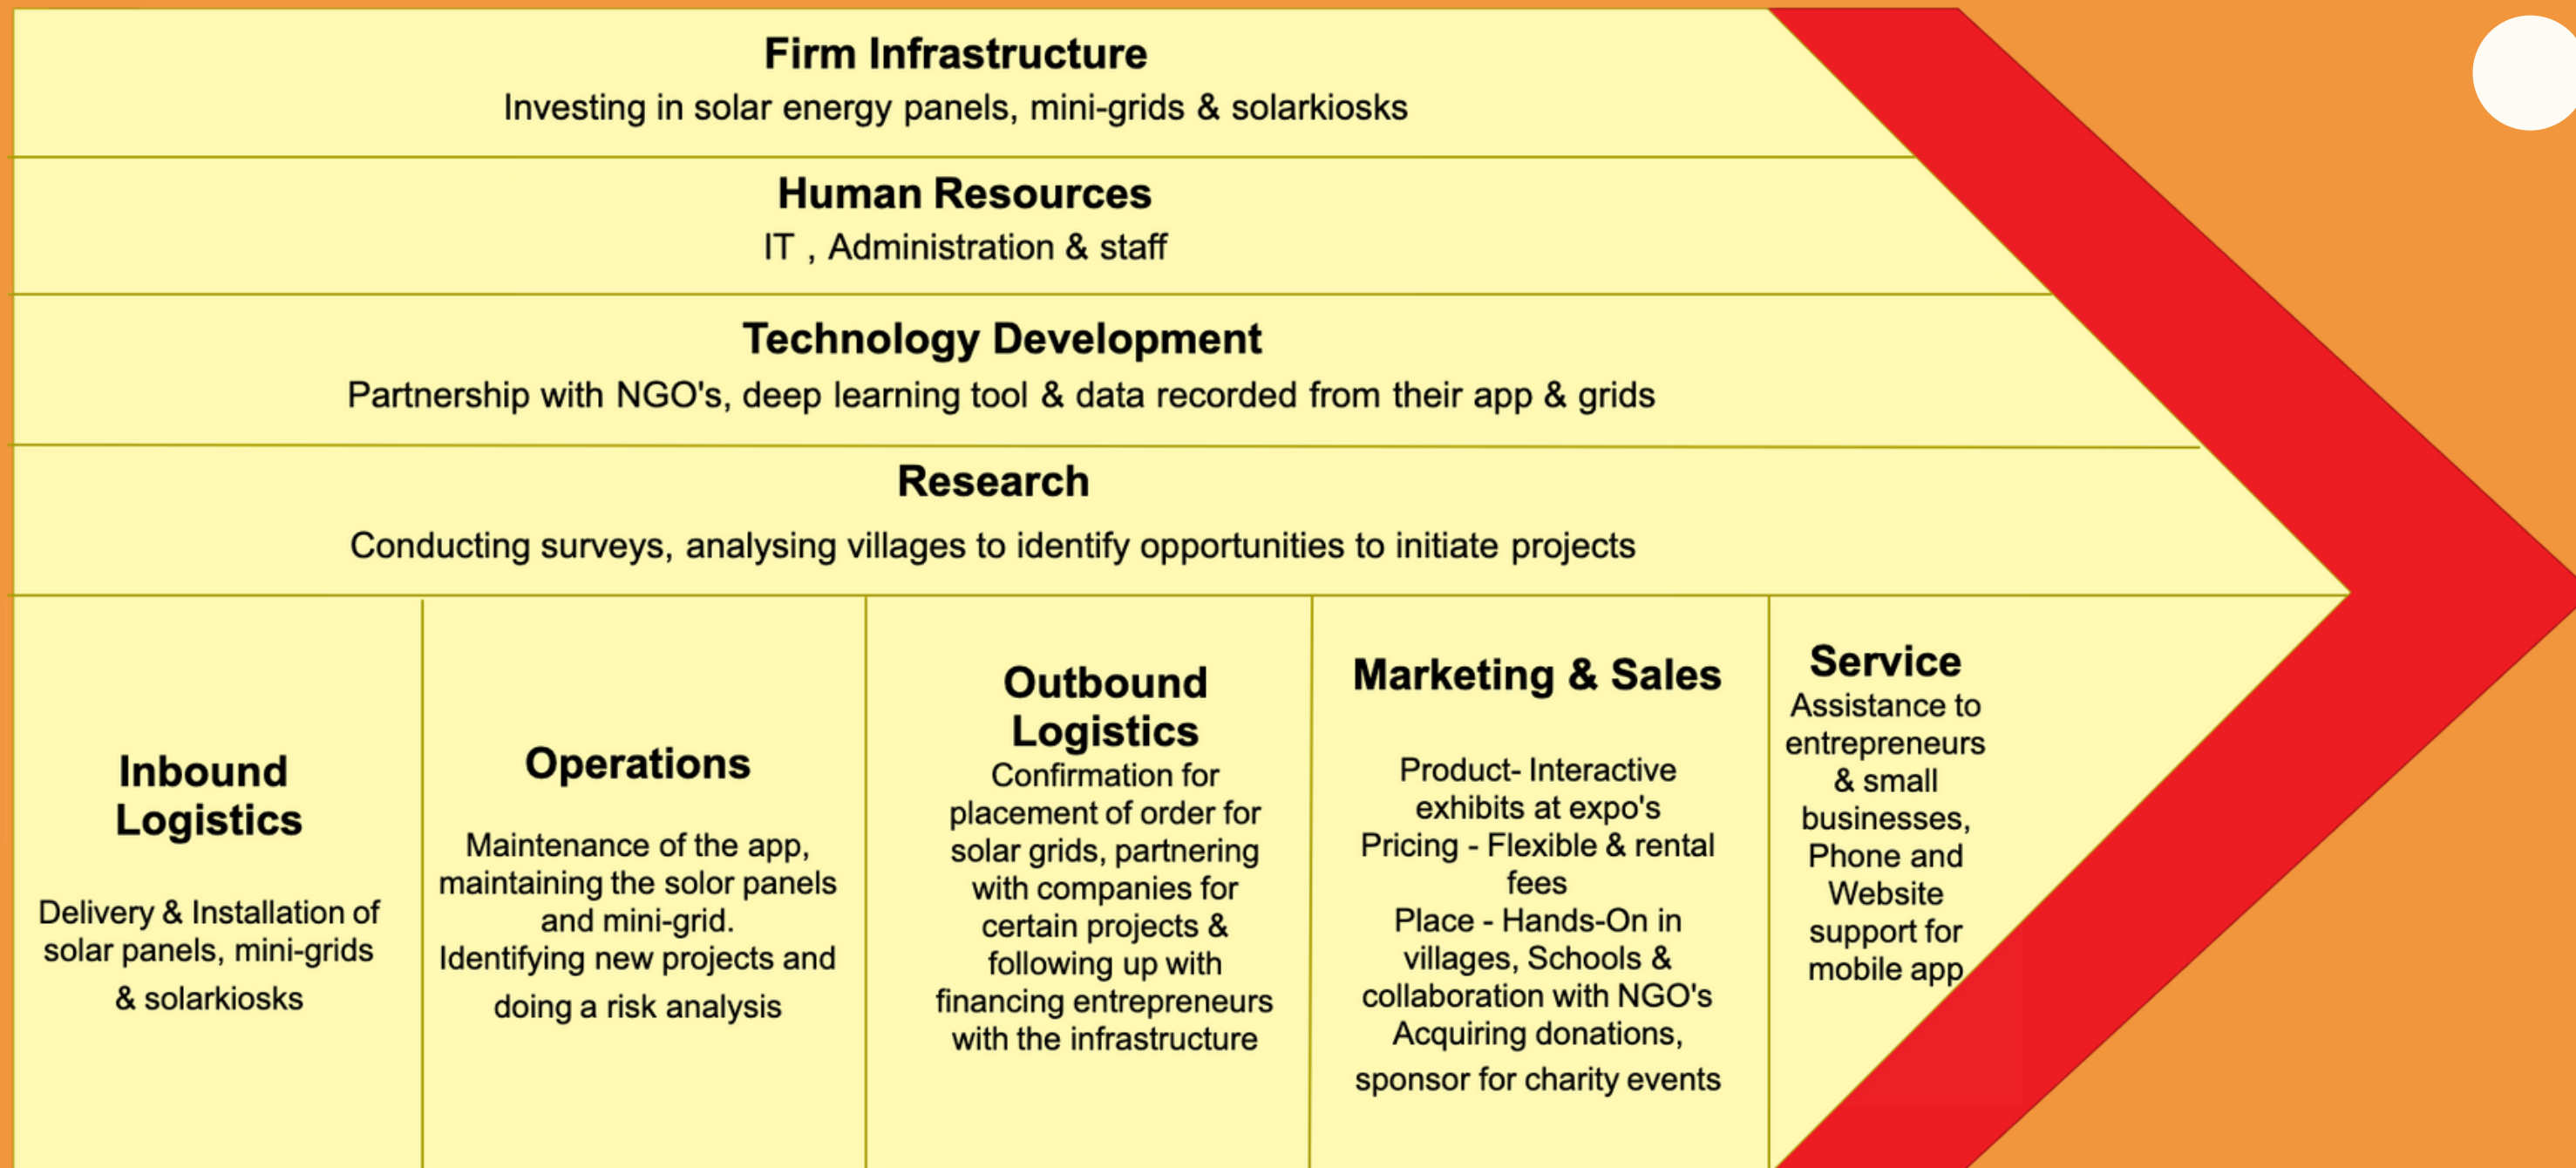 Firm Infrastructure
Investing in solar energy panels, mini-grids & solarkiosks
Human Resources
IT , Administration & staff
Technology Development
Partnership with NGO's, deep learning tool & data recorded from their app & grids
Research
Conducting surveys, analysing villages to identify opportunities to initiate projects
Inbound
Logistics
Delivery & Installation of
solar panels, mini-grids
& solarkiosks
Operations
Maintenance of the app,
maintaining the solor panels
and mini-grid.
Identifying new projects and
doing a risk analysis
Outbound
Logistics
Confirmation for
placement of order for
solar grids, partnering
with companies for
certain projects &
following up with
financing entrepreneurs
with the infrastructure
Marketing & Sales
Product- Interactive
exhibits at expo's
Pricing - Flexible & rental
fees
Place - Hands-On in
villages, Schools &
collaboration with NGO's
Acquiring donations,
sponsor for charity events
Service
Assistance to
entrepreneurs
& small
businesses,
Phone and
Website
support for
mobile app